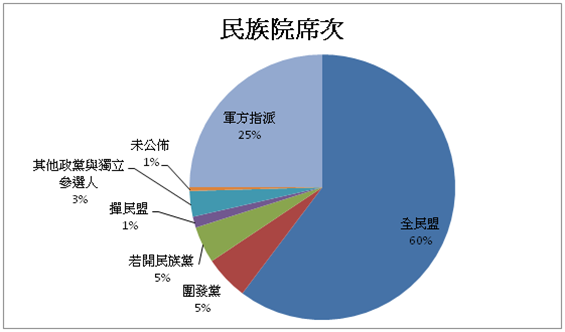 民族院席次
軍方指派
25%
未公佈
1%
其他政黨與獨立
參選人
3%
撣民盟
1%
若開民族黨
5%
團發黨
5%
全民盟
60%